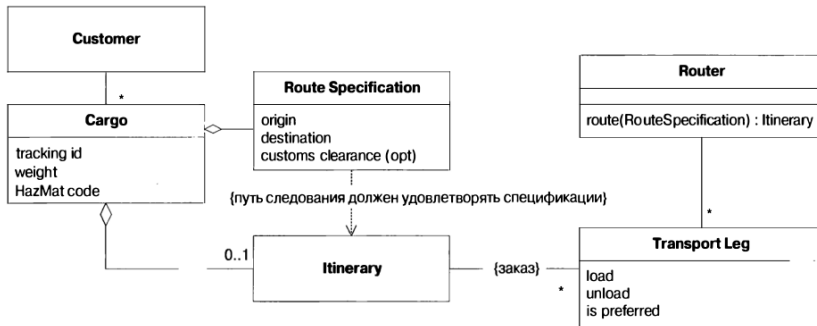 Customer
*
Cargo
tracking id
weight
HazMat code
Route Specification
origin
destination
customs clearance (opt)
Router
route(RouteSpecification) : Itinerary
{путь следования должен удовлетворять спецификации}
*
0..1
Itinerary
{заказ}
*
Transport Leg
load
unload
is preferred